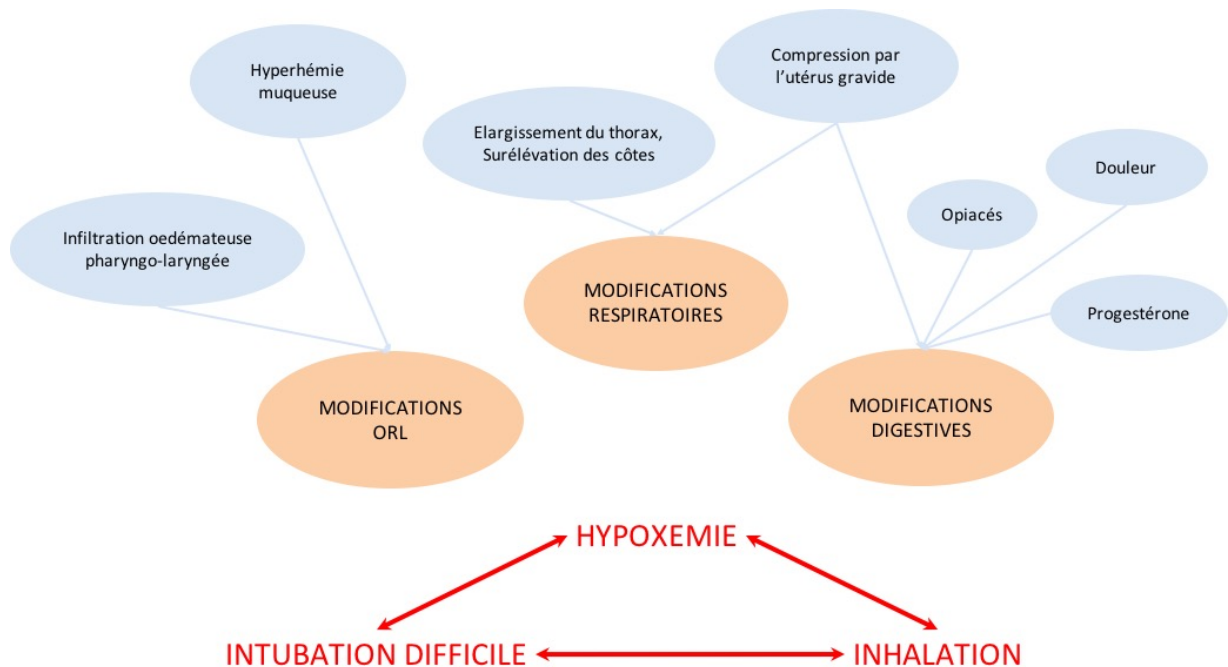 Hyperhémie
muqueuse
Compression par
l’utérus gravide
Elargissement du thorax,
Surélévation des côtes
Douleur
Opiacés
Infiltration oedémateuse
pharyngo-laryngée
MODIFICATIONS
RESPIRATOIRES
Progestérone
MODIFICATIONS
ORL
MODIFICATIONS
DIGESTIVES
HYPOXEMIE
INTUBATION DIFFICILE
INHALATION